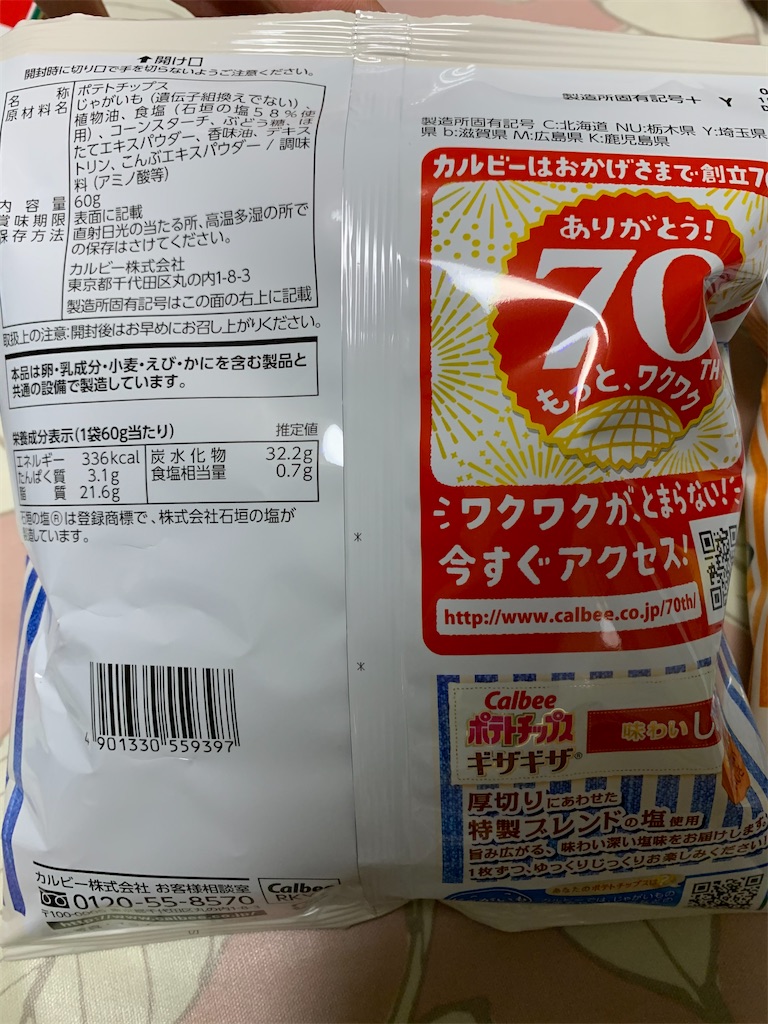 開け口
開封時に切り口で手を切らないようご注意ください。
名称 ポテトチップス
原材料名 じゃがいも(遺伝子組換えでない)、
植物油、食塩(石垣の塩58%使
用)、コーンスターチ、ぶどう糖、ほ
たてエキスパウダー、香味油、デキス
トリン、こんぶエキスパウダー/調味
料(アミノ酸等)
内容量 60g
賞味期限 表面に記載
保存方法 直射日光の当たる所、高温多湿の所で
の保存はさけてください。
カルビー株式会社
東京都千代田区丸の内1-8-3
製造所固有記号はこの面の右上に記載
取扱上の注意:開封後はお早めにお召し上がりください。
本品は卵・乳成分・小麦・えび・かにを含む製品と
共通の設備で製造しています。
栄養成分表示(1袋60g当たり) 推定値
エネルギー 336kcal 炭水化物 32.2g
たんぱく質 3.1g 食塩相当量 0.7g
脂質 21.6g
石垣の塩®は登録商標で、株式会社石垣の塩が
製造しています。
4 901330 559397
カルビー株式会社 お客様相談室
0120-55-8570
Calbee
製造所固有記号+ Y
製造所固有記号 C:北海道 NU:栃木県 Y:埼玉県
県 b:滋賀県 M:広島県 K:鹿児島県
カルビーはおかげさまで創立70
ありがとう!
70TH
もっと、ワクワク
ワクワクが、とまらない!
今すぐアクセス!
http://www.calbee.co.jp/70th/
Calbee
ポテトチップス
ギザギザ®
味わいし
厚切りにあわせた
特製ブレンドの塩使用
旨み広がる、味わい深い塩味をお届けします
1枚ずつ、ゆっくりじっくりお楽しみください!
あなたのポテトチップスは